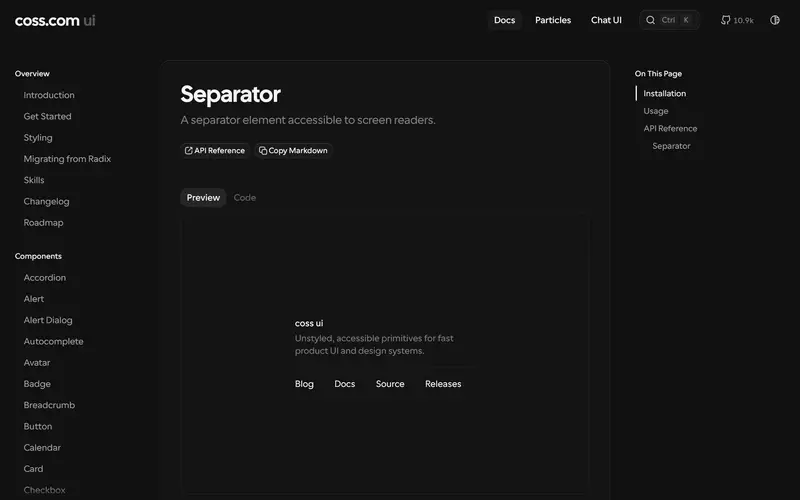 coss.com ui
Docs
Particles
Chat UI
Ctrl K
10.9k
Overview
Introduction
Get Started
Styling
Migrating from Radix
Skills
Changelog
Roadmap
Components
Accordion
Alert
Alert Dialog
Autocomplete
Avatar
Badge
Breadcrumb
Button
Calendar
Card
Checkbox
Separator
A separator element accessible to screen readers.
API Reference
Copy Markdown
Preview
Code
coss ui
Unstyled, accessible primitives for fast
product UI and design systems.
Blog
Docs
Source
Releases
On This Page
Installation
Usage
API Reference
Separator